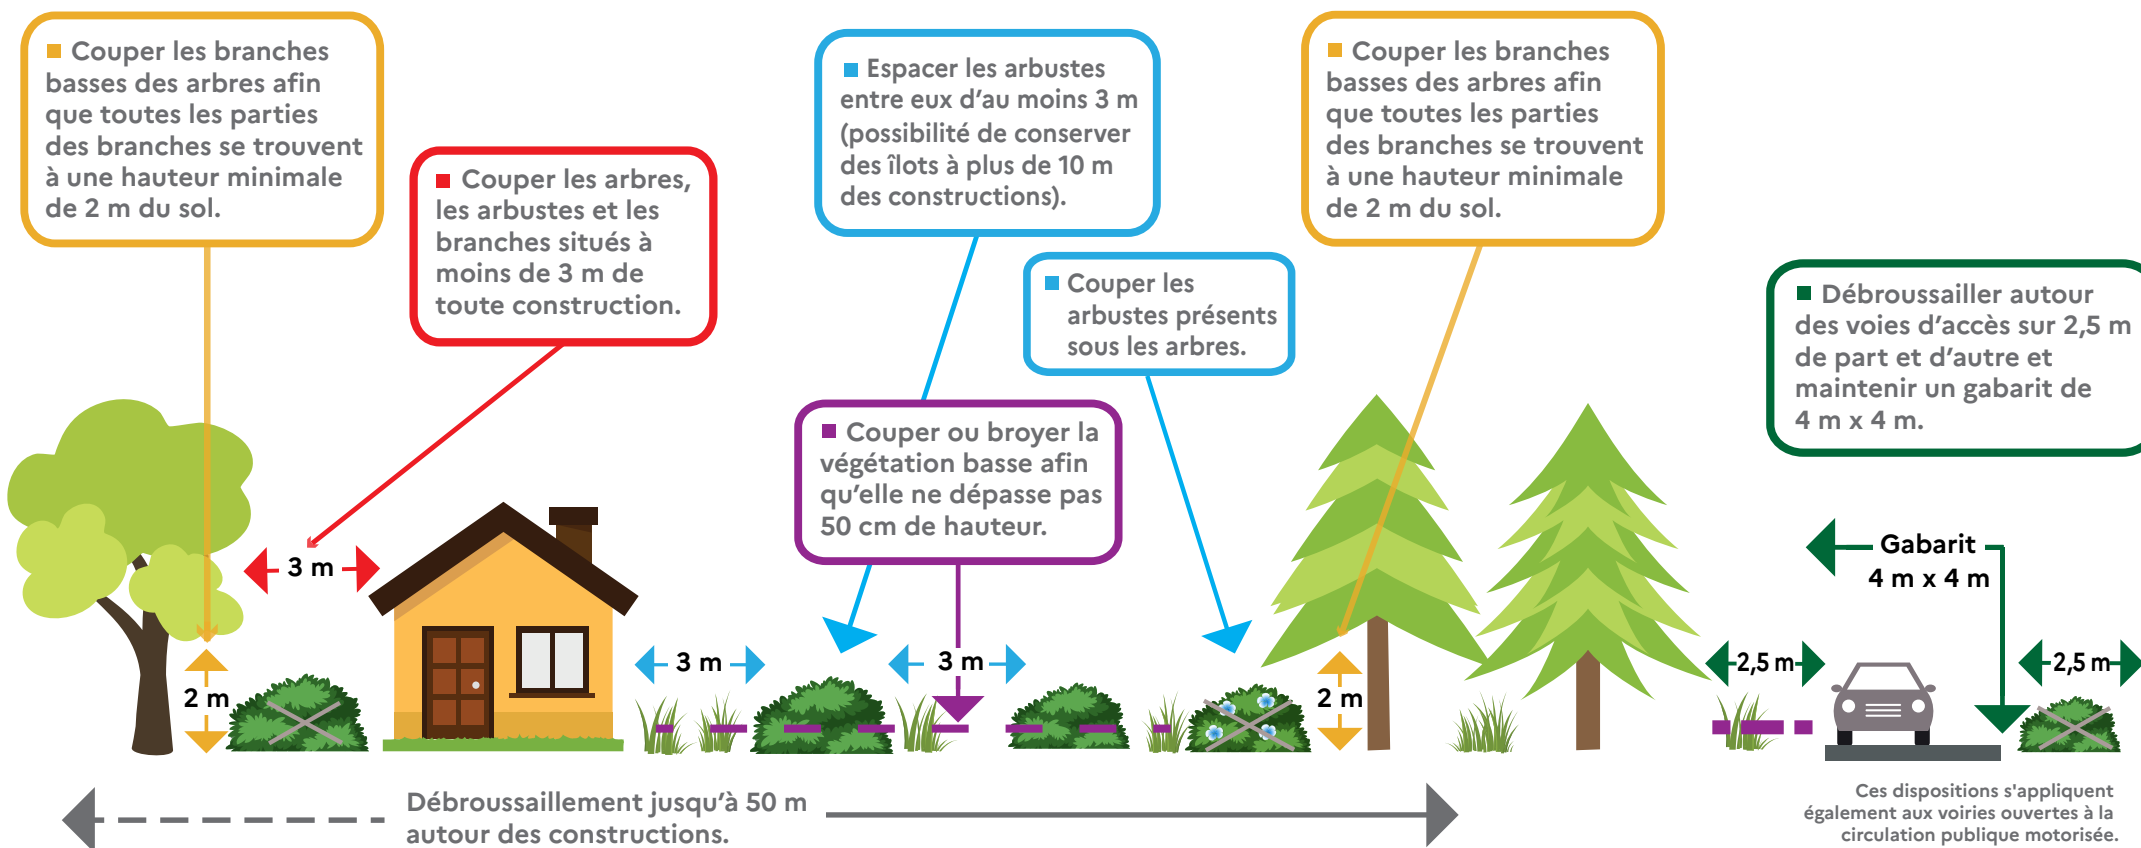 ■ Couper les branches
basses des arbres afin
que toutes les parties
des branches se trouvent
à une hauteur minimale
de 2 m du sol.
■ Couper les arbres,
les arbustes et les
branches situés à
moins de 3 m de
toute construction.
■ Espacer les arbustes
entre eux d’au moins 3 m
(possibilité de conserver
des îlots à plus de 10 m
des constructions).
■ Couper les
arbustes présents
sous les arbres.
■ Couper ou broyer la
végétation basse afin
qu’elle ne dépasse pas
50 cm de hauteur.
■ Couper les branches
basses des arbres afin
que toutes les parties
des branches se trouvent
à une hauteur minimale
de 2 m du sol.
■ Débroussailler autour
des voies d’accès sur 2,5 m
de part et d’autre et
maintenir un gabarit de
4 m x 4 m.
3 m
2 m
3 m
3 m
2 m
Gabarit
4 m x 4 m
2,5 m
2,5 m
Débroussaillement jusqu’à 50 m
autour des constructions.
Ces dispositions s'appliquent
également aux voiries ouvertes à la
circulation publique motorisée.